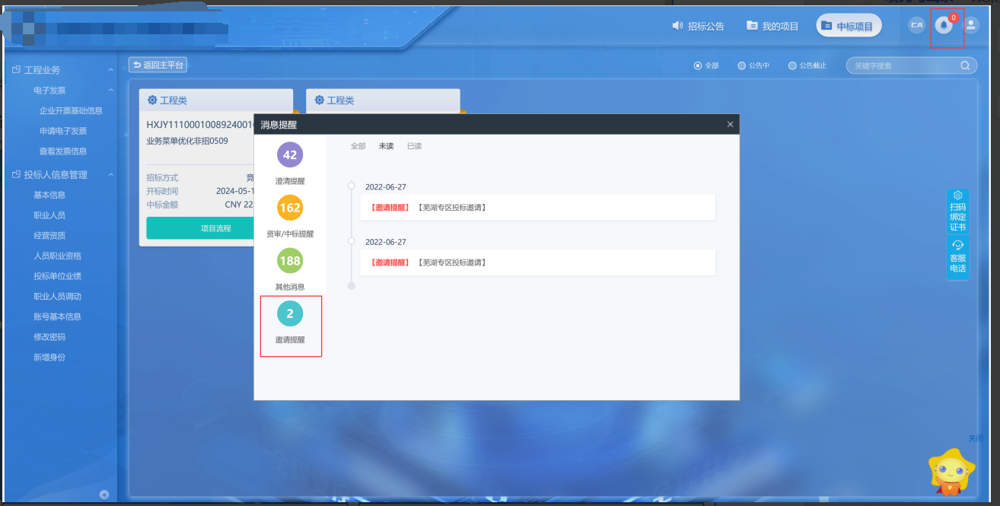 招标公告
我的项目
中标项目
CA
0
工程业务
电子发票
企业开票基础信息
申请电子发票
查看发票信息
投标人信息管理
基本信息
职业人员
经营资质
人员职业资格
投标单位业绩
职业人员调动
账号基本信息
修改密码
新增身份
返回主平台
全部
公告中
公告截止
关键字搜索
工程类
HXJY11100010089240010
业务菜单优化非招0509
招标方式
竞
开标时间
2024-05-1
中标金额
CNY 22
项目流程
工程类
消息提醒
42
澄清提醒
162
资审/中标提醒
188
其他消息
2
邀请提醒
全部
未读
已读
2022-06-27
【邀请提醒】【芜湖专区投标邀请】
2022-06-27
【邀请提醒】【芜湖专区投标邀请】
扫码
绑定
证书
客服
电话
关闭